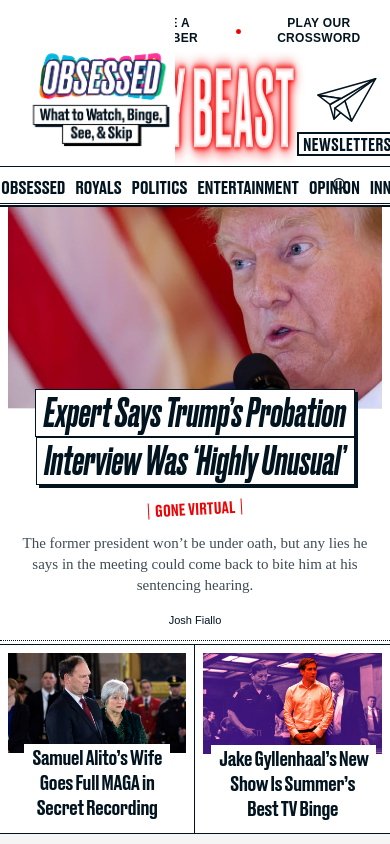 E A
BER
PLAY OUR
CROSSWORD
OBSESSED
What to Watch, Binge,
See, & Skip
Y BEAST
NEWSLETTERS
OBSESSED ROYALS POLITICS ENTERTAINMENT OPINION INN
Expert Says Trump’s Probation
Interview Was ‘Highly Unusual’
GONE VIRTUAL
The former president won’t be under oath, but any lies he
says in the meeting could come back to bite him at his
sentencing hearing.
Josh Fiallo
Samuel Alito’s Wife
Goes Full MAGA in
Secret Recording
Jake Gyllenhaal’s New
Show Is Summer’s
Best TV Binge